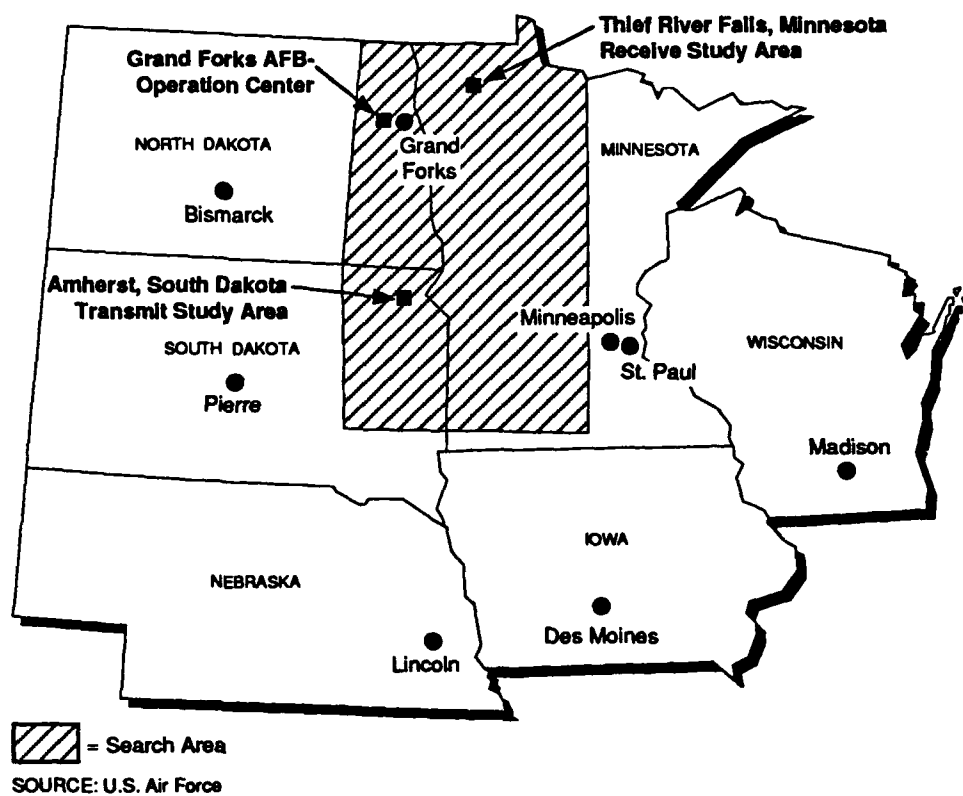 Thief River Falls, Minnesota
Receive Study Area
Grand Forks AFB-
Operation Center
NORTH DAKOTA
Grand
Forks
MINNESOTA
Bismarck
Amherst, South Dakota
Transmit Study Area
Minneapolis
St. Paul
WISCONSIN
SOUTH DAKOTA
Pierre
Madison
IOWA
NEBRASKA
Des Moines
Lincoln
= Search Area
SOURCE: U.S. Air Force